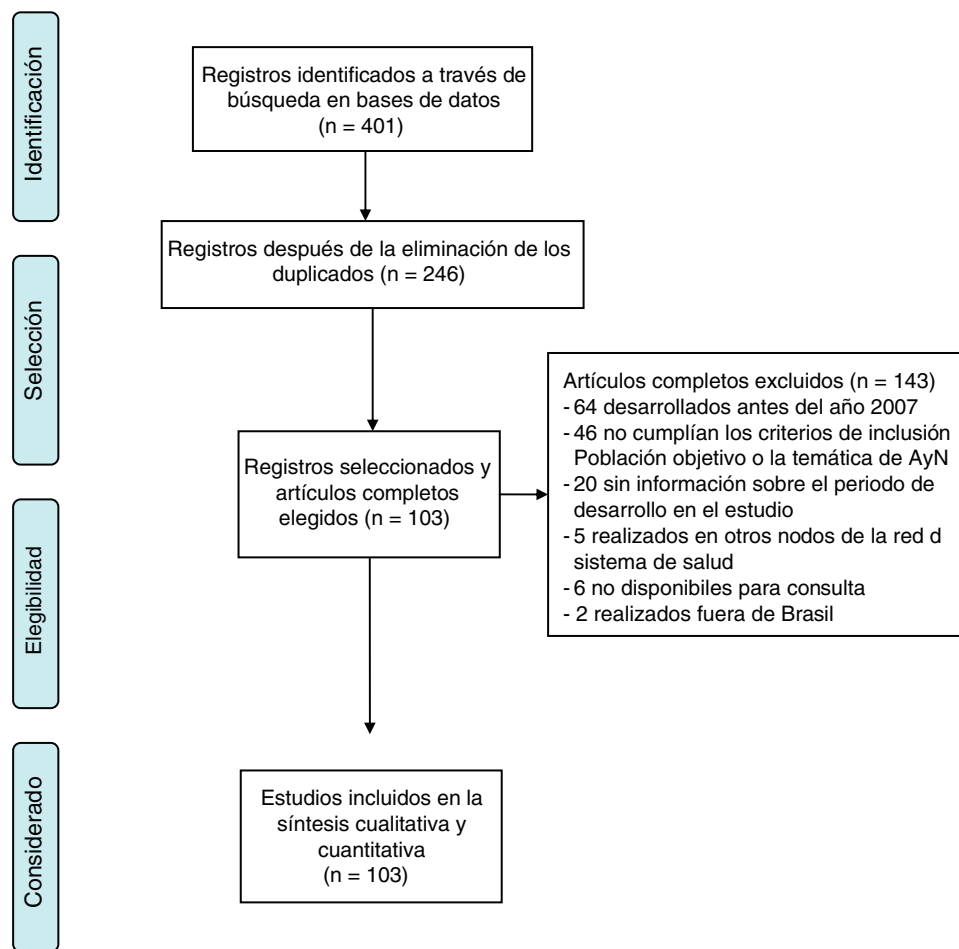 Identificación
Registros identificados a través de
búsqueda en bases de datos
(n = 401)
Selección
Registros después de la eliminación de los
duplicados (n = 246)
Artículos completos excluidos (n = 143)
- 64 desarrollados antes del año 2007
- 46 no cumplían los criterios de inclusión
Población objetivo o la temática de AyN
- 20 sin información sobre el periodo de
desarrollo en el estudio
- 5 realizados en otros nodos de la red d
sistema de salud
- 6 no disponibiles para consulta
- 2 realizados fuera de Brasil
Registros seleccionados y
artículos completos
elegidos (n = 103)
Elegibilidad
Considerado
Estudios incluidos en la
síntesis cualitativa y
cuantitativa
(n = 103)